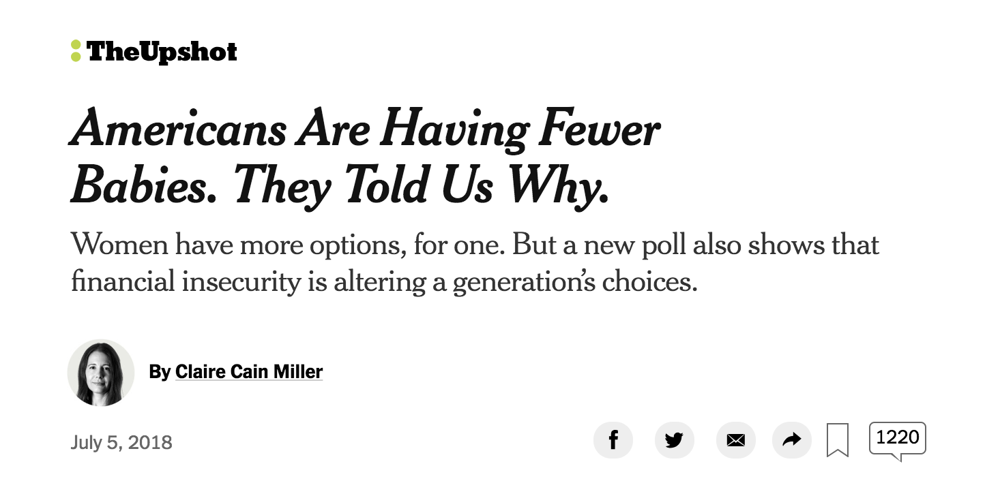 TheUpshot
Americans Are Having Fewer
Babies. They Told Us Why.
Women have more options, for one. But a new poll also shows that
financial insecurity is altering a generation’s choices.
By Claire Cain Miller
July 5, 2018
1220